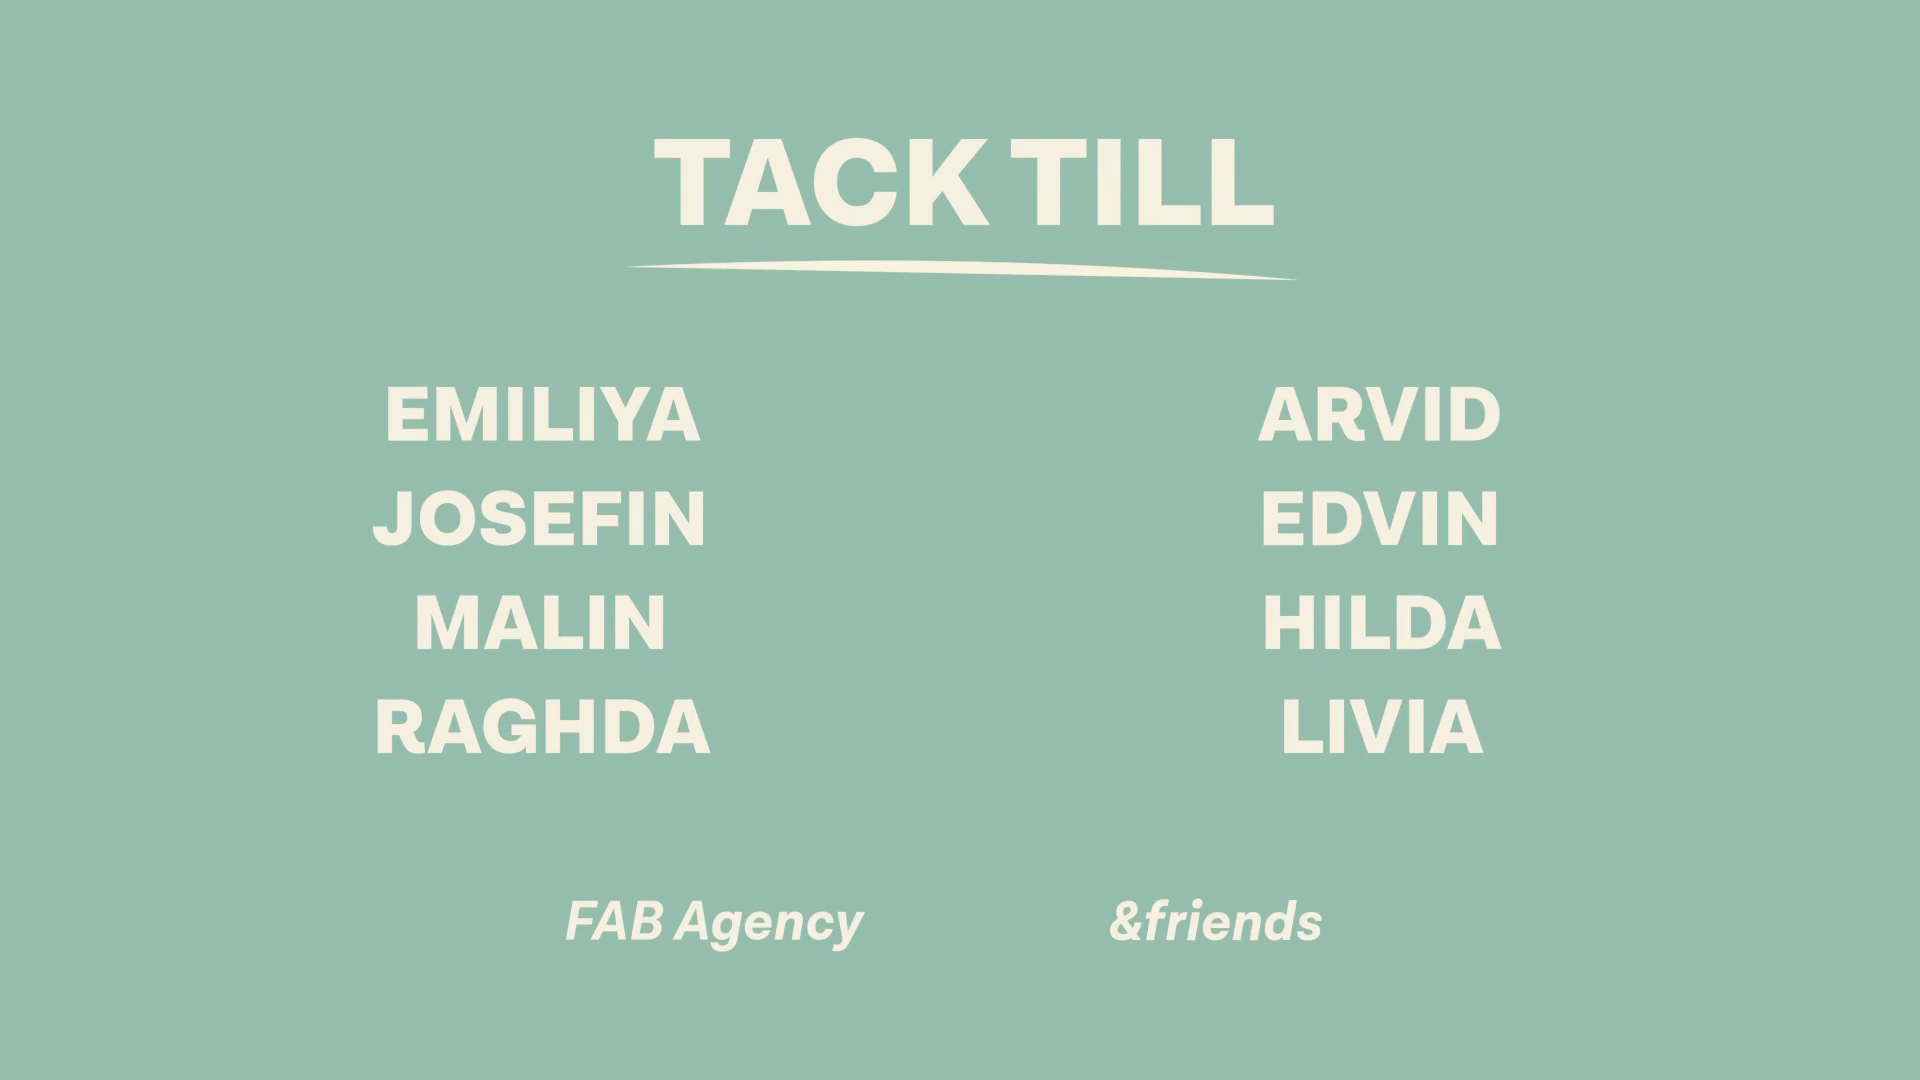 TACK TILL
EMILIYA
JOSEFIN
MALIN
RAGHDA
ARVID
EDVIN
HILDA
LIVIA
FAB Agency
&friends